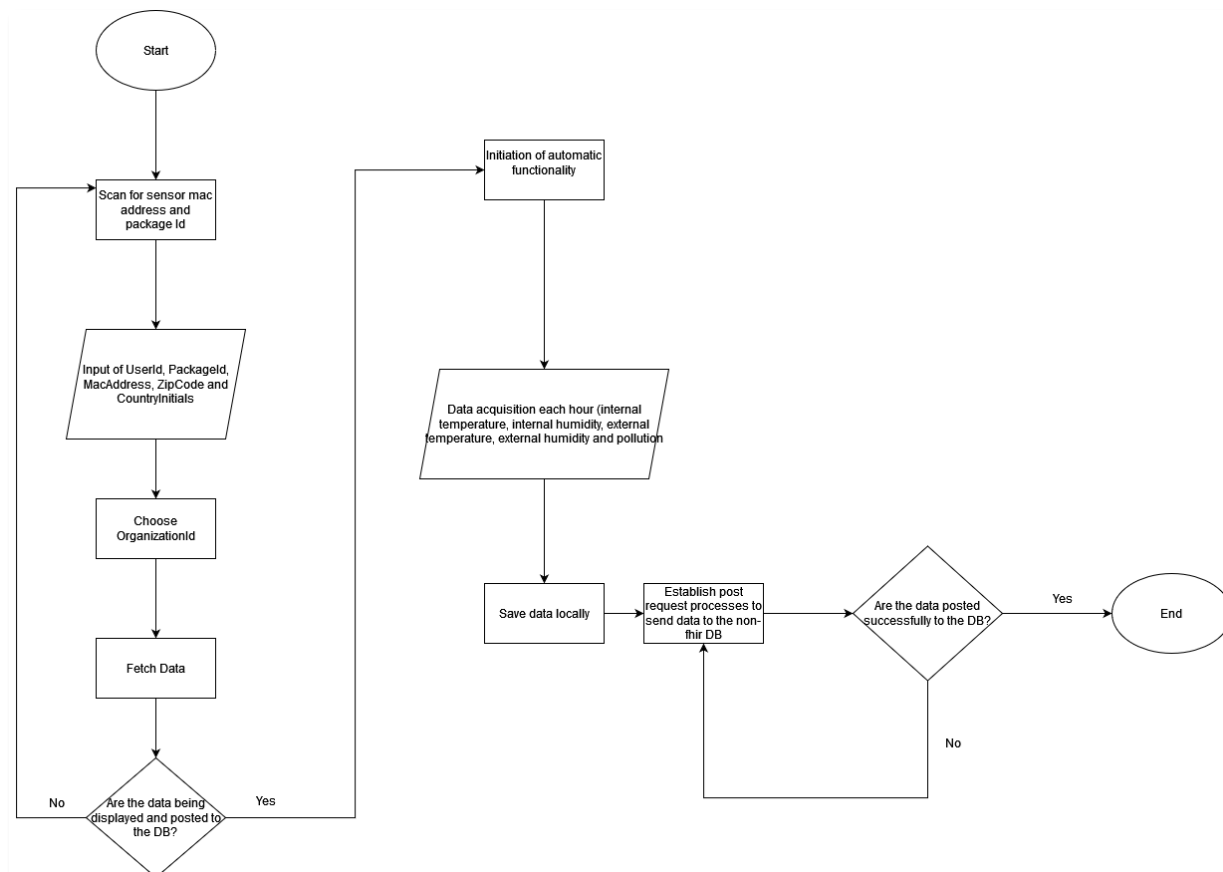 Start
Scan for sensor mac
address and
package Id
Input of UserId, PackageId,
MacAddress, ZipCode and
CountryInitials
Choose
OrganizationId
Fetch Data
Are the data being
displayed and posted to
the DB?
No
Yes
Initiation of automatic
functionality
Data acquisition each hour (internal
temperature, internal humidity, external
temperature, external humidity and pollution
Save data locally
Establish post
request processes to
send data to the non-
fhir DB
Are the data posted
successfully to the DB?
Yes
No
End